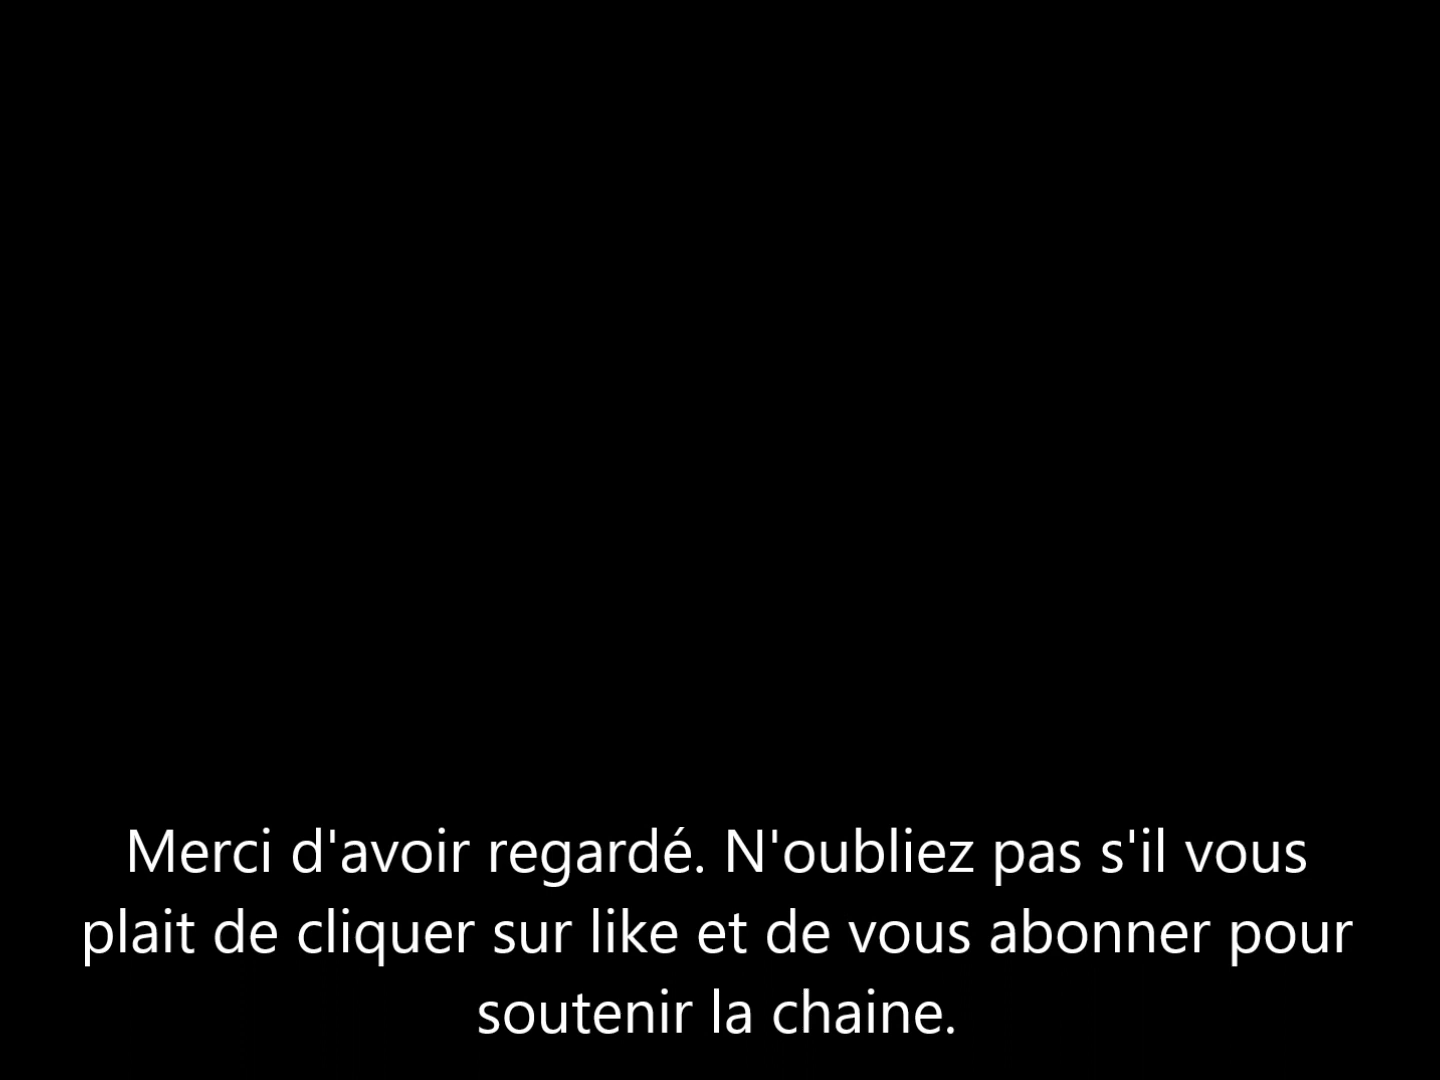 Merci d'avoir regardé. N'oubliez pas s'il vous
plait de cliquer sur like et de vous abonner pour
soutenir la chaine.